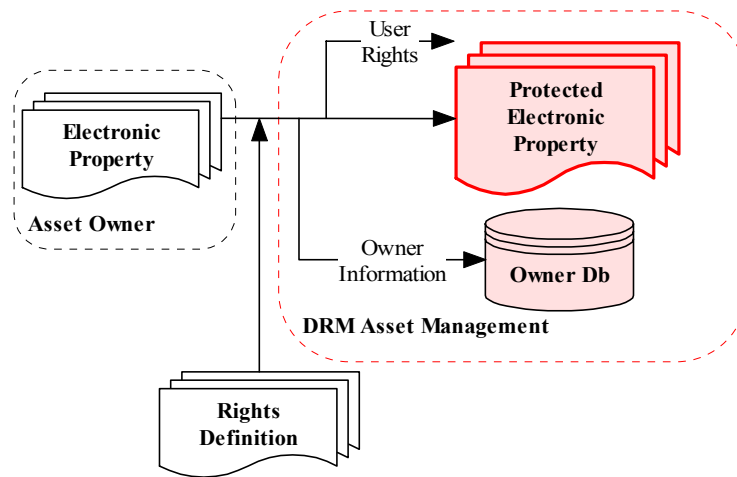 User
Rights
Protected
Electronic
Property
Electronic
Property
Asset Owner
Owner
Information
Owner Db
DRM Asset Management
Rights
Definition